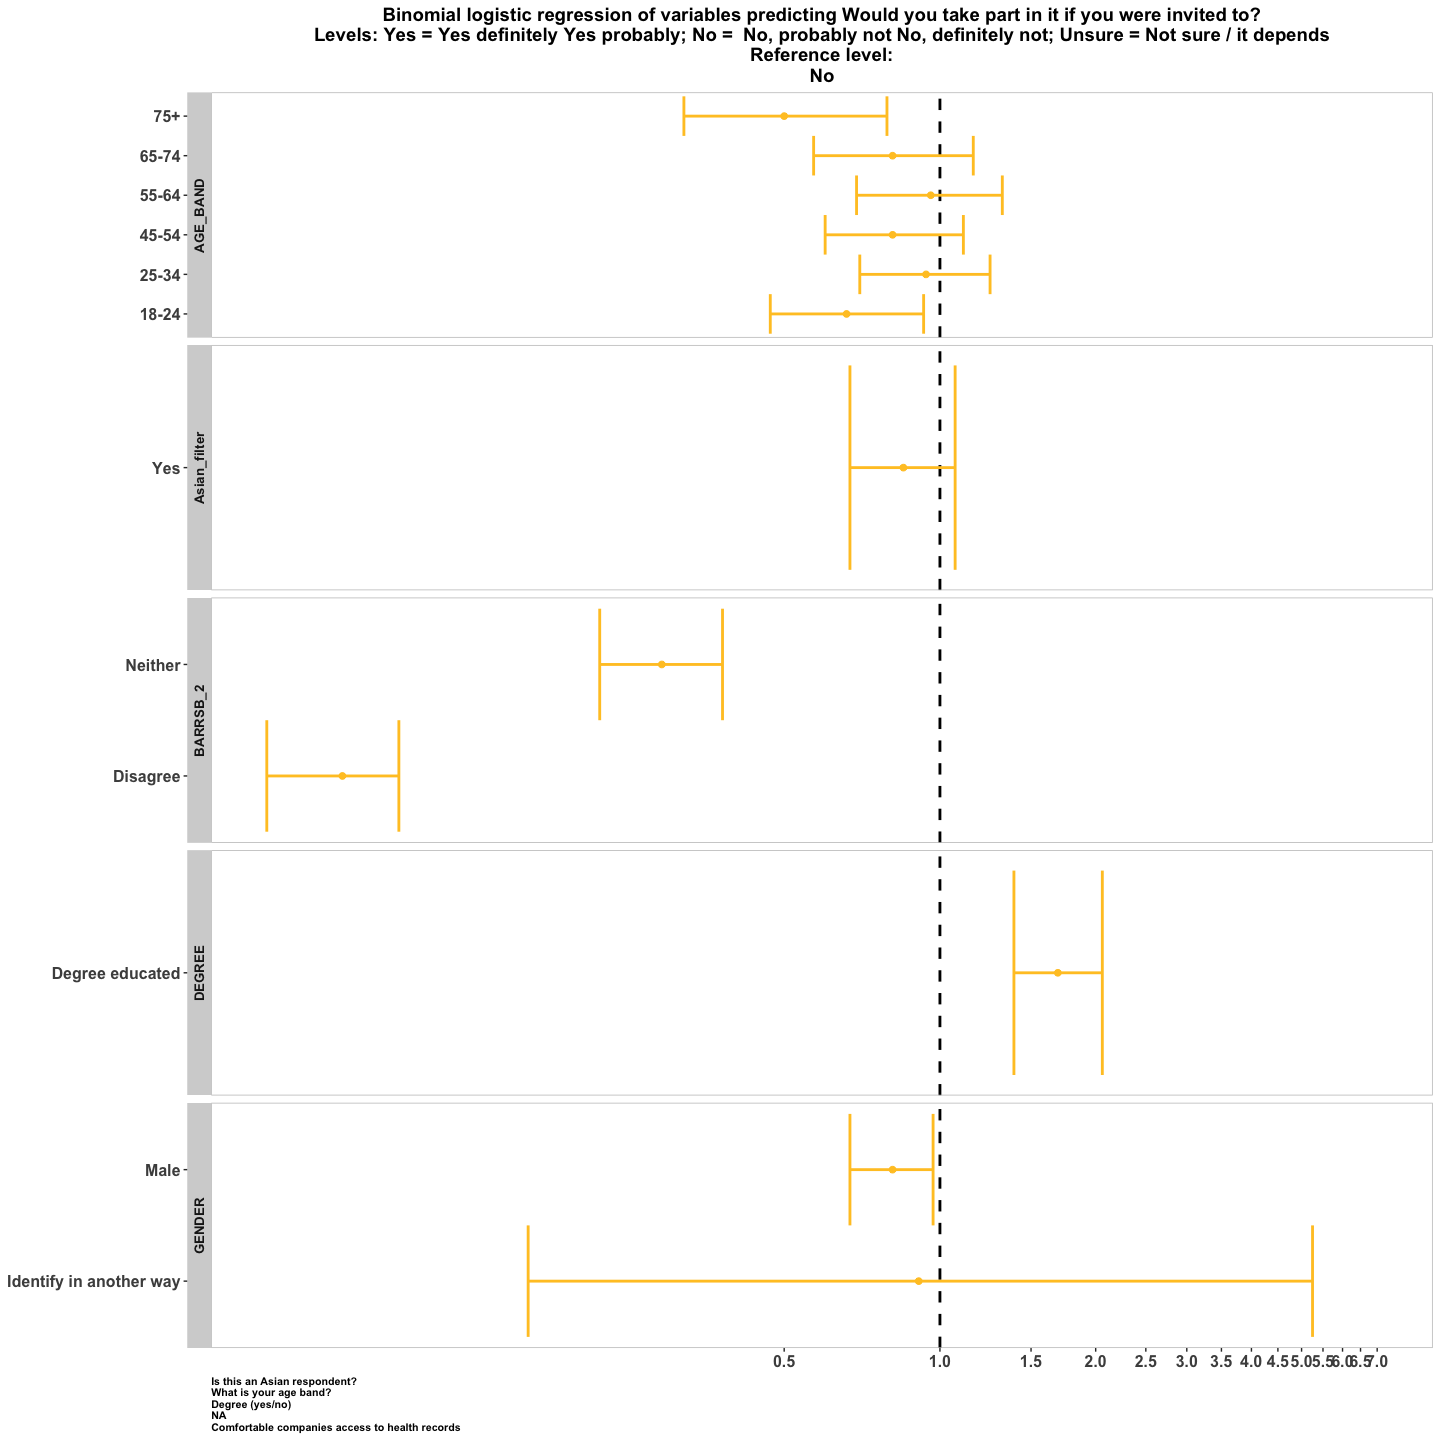 Binomial logistic regression of variables predicting Would you take part in it if you were invited to?
Levels: Yes = Yes definitely Yes probably; No =  No, probably not No, definitely not; Unsure = Not sure / it depends
Reference level:
No
AGE_BAND
75+
65-74
55-64
45-54
25-34
18-24
Asian_filter
Yes
BARRSB_2
Neither
Disagree
DEGREE
Degree educated
GENDER
Male
Identify in another way
0.5 1.0 1.5 2.0 2.5 3.0 3.5 4.0 4.5 5.0 5.5 6.0 6.5 7.0
Is this an Asian respondent?
What is your age band?
Degree (yes/no)
NA
Comfortable companies access to health records